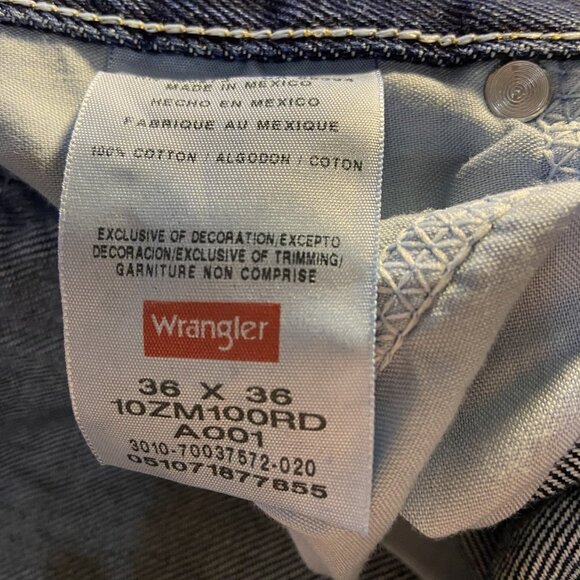 MADE IN MEXICO
HECHO EN MEXICO
FABRIQUE AU MEXIQUE
100% COTTON / ALGODON / COTON
EXCLUSIVE OF DECORATION/EXCEPTO
DECORACION/EXCLUSIVE OF TRIMMING/
GARNITURE NON COMPRISE
Wrangler
36 X 36
10ZM100RD
A001
3010-70037572-020
051071877855